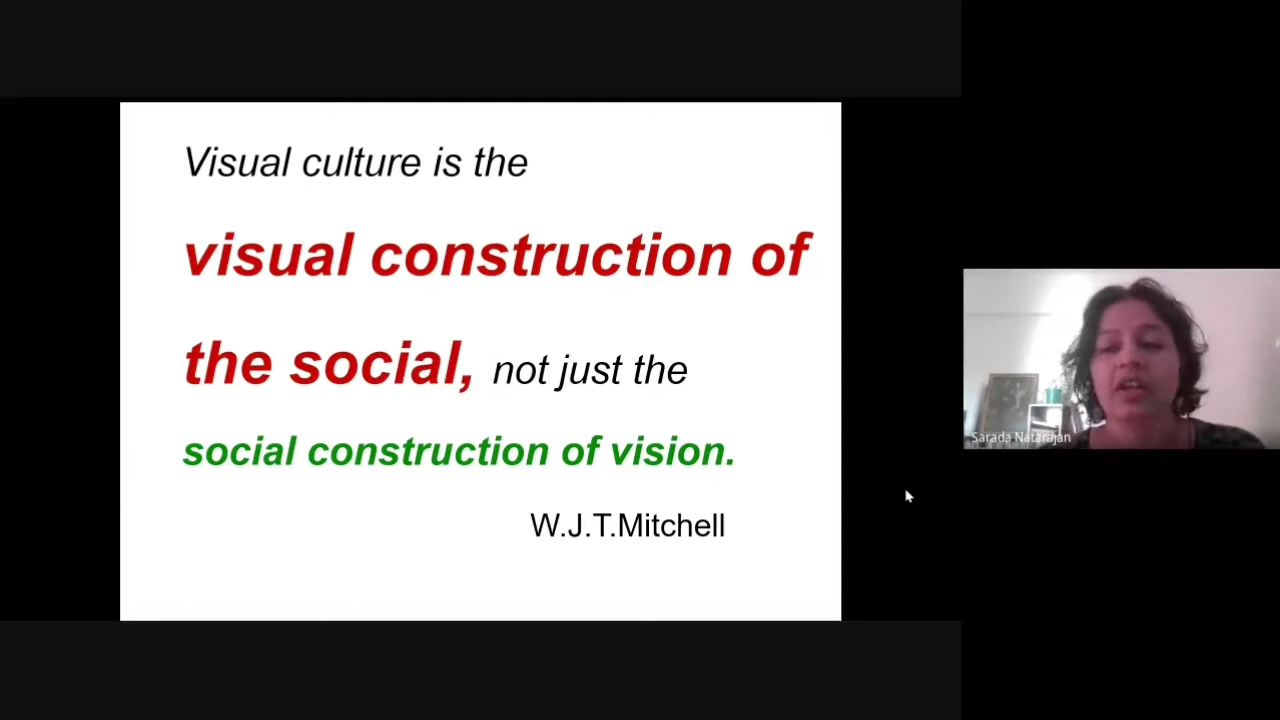 Visual culture is the
visual construction of
the social, not just the
social construction of vision.
W.J.T.Mitchell
Sarada Natarajan